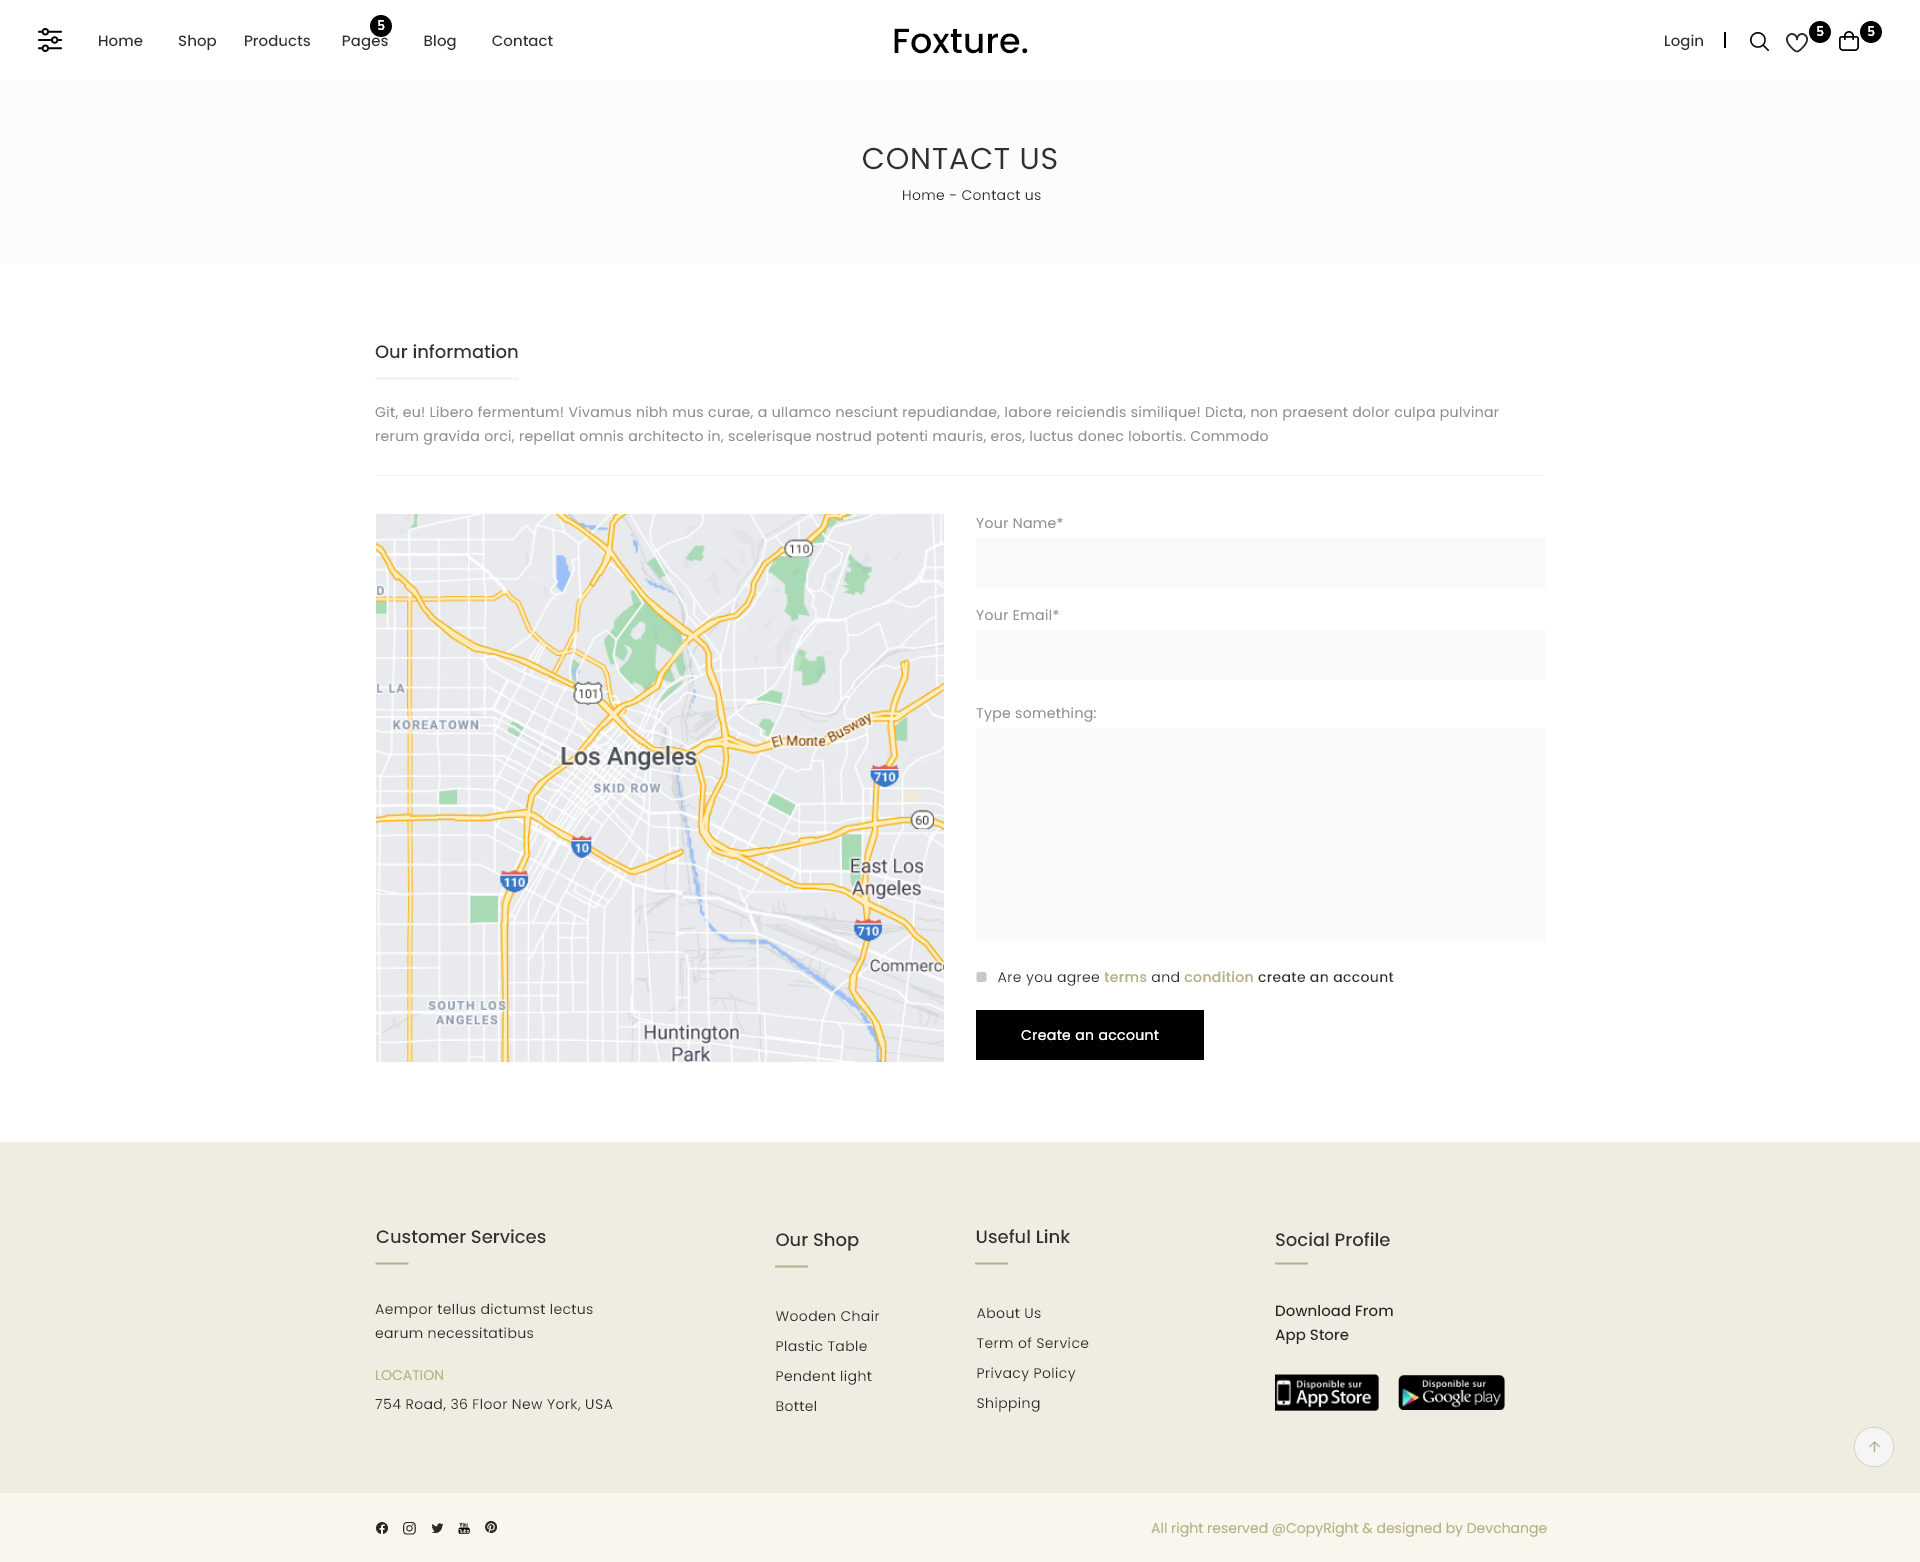 Home Shop Products Pages 5 Blog Contact
Foxture.
Login 5 5
CONTACT US
Home - Contact us
Our information
Git, eu! Libero fermentum! Vivamus nibh mus curae, a ullamco nesciunt repudiandae, labore reiciendis similique! Dicta, non praesent dolor culpa pulvinar
rerum gravida orci, repellat omnis architecto in, scelerisque nostrud potenti mauris, eros, luctus donec lobortis. Commodo
110
D
L LA
101
KOREATOWN
El Monte Busway
Los Angeles
710
SKID ROW
60
10
East Los
Angeles
110
710
Commerc
SOUTH LOS
ANGELES
Huntington
Park
Your Name*
Your Email*
Type something:
Are you agree terms and condition create an account
Create an account
Customer Services
Aempor tellus dictumst lectus
earum necessitatibus
LOCATION
754 Road, 36 Floor New York, USA
Our Shop
Wooden Chair
Plastic Table
Pendent light
Bottel
Useful Link
About Us
Term of Service
Privacy Policy
Shipping
Social Profile
Download From
App Store
Disponible sur
App Store
Disponible sur
Google play
You
All right reserved @CopyRight & designed by Devchange